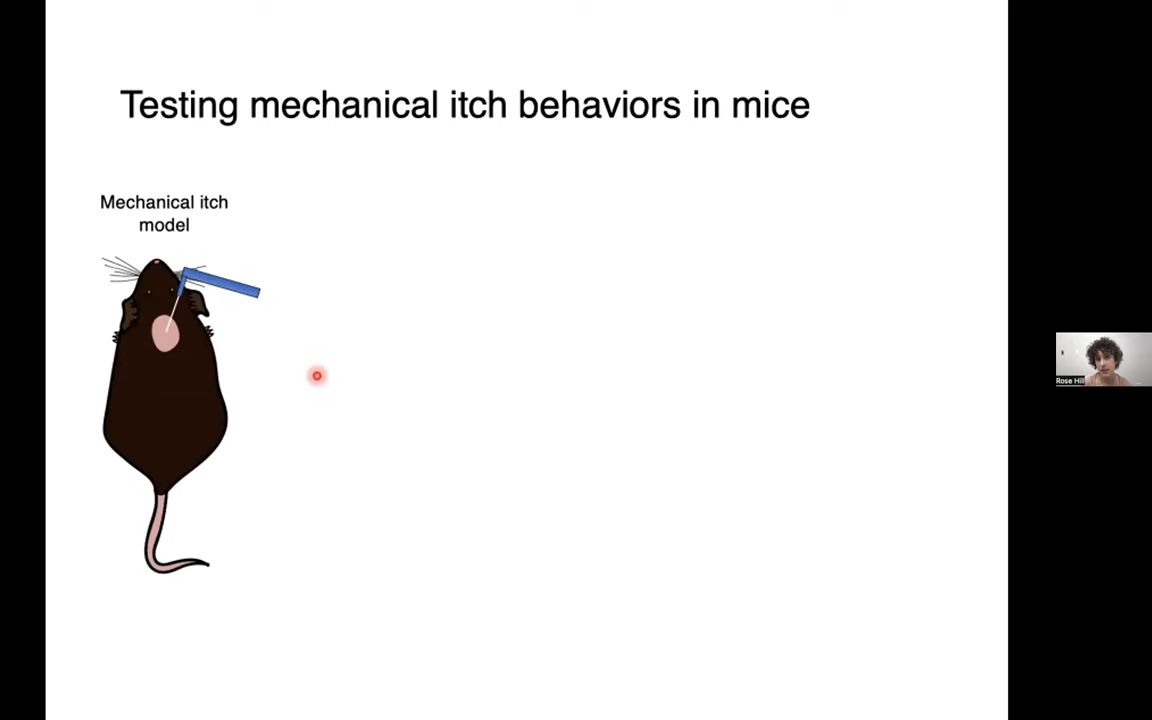 Testing mechanical itch behaviors in mice
Mechanical itch
model
Rose Hill